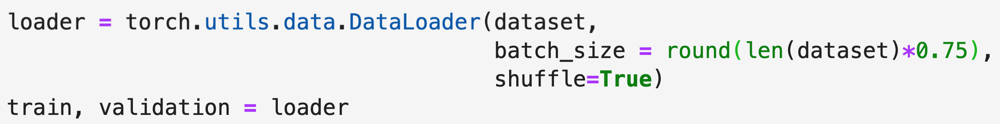 loader = torch.utils.data.DataLoader(dataset,
batch_size = round(len(dataset)*0.75),
shuffle=True)
train, validation = loader